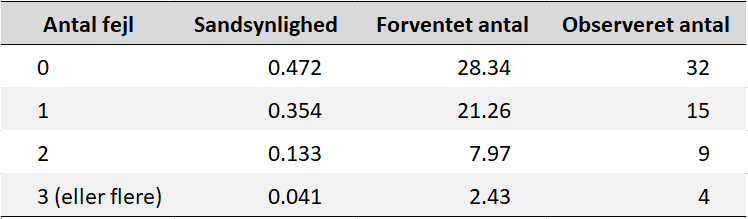 Antal fejl Sandsynlighed Forventet antal Observeret antal
0 0.472 28.34 32
1 0.354 21.26 15
2 0.133 7.97 9
3 (eller flere) 0.041 2.43 4